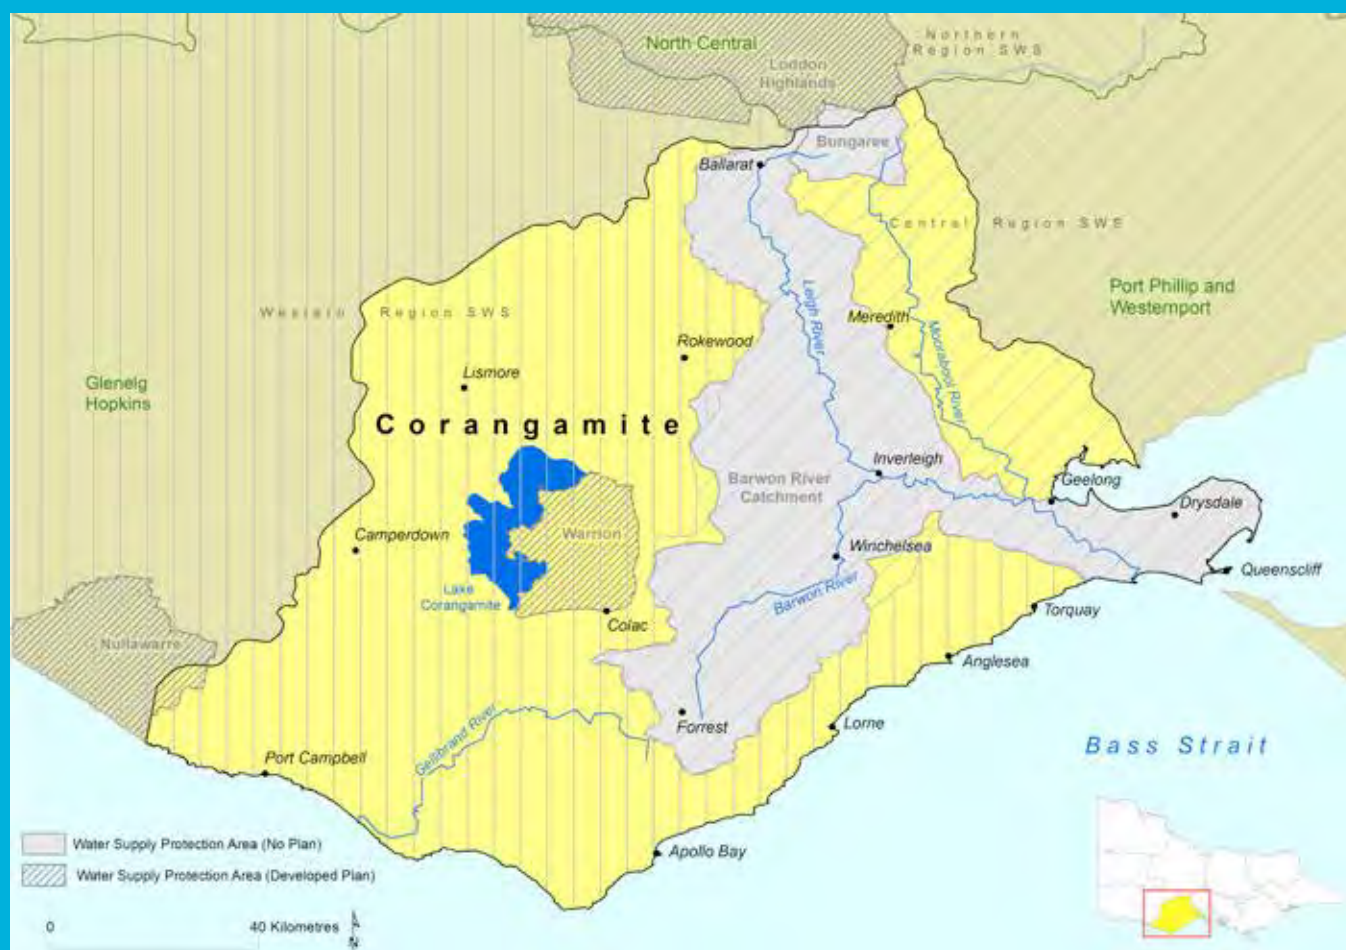 North Central
Northern
Region SWS
Loddon
Highlands
Bungaree
Ballarat
Central Region SWS
Port Phillip and
Westernport
Western Region SWS
Leigh River
Meredith
Moorabool River
Rokewood
Lismore
Glenelg
Hopkins
Corangamite
Inverleigh
Barwon River
Catchment
Geelong
Drysdale
Camperdown
Warrion
Winchelsea
Queenscliff
Lake
Corangamite
Barwon River
Torquay
Colac
Nullawarre
Anglesea
Forrest
Lorne
Gellibrand River
Bass Strait
Port Campbell
Water Supply Protection Area (No Plan)
Apollo Bay
Water Supply Protection Area (Developed Plan)
0 40 Kilometres
N